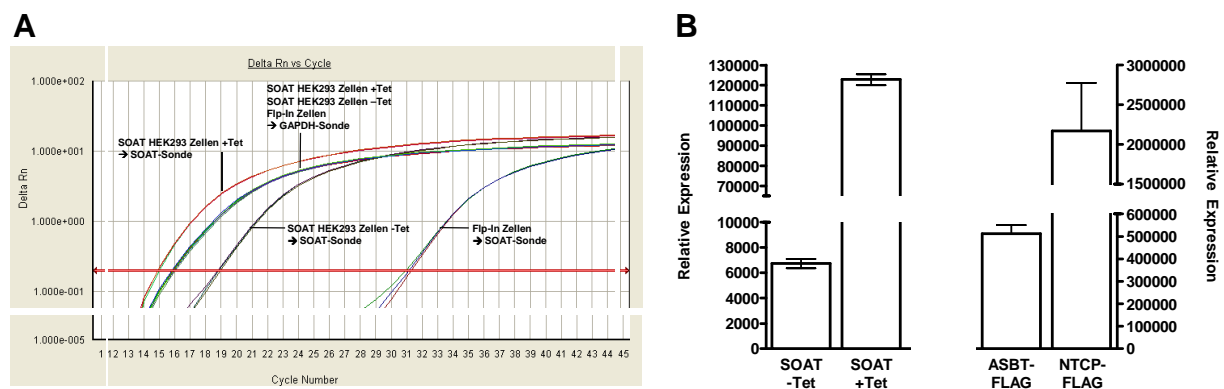 A
Delta Rn vs Cycle
1.000e+002
1.000e+001
1.000e+000
1.000e-001
1.000e-005
Delta Rn
SOAT HEK293 Zellen +Tet
→ SOAT-Sonde
SOAT HEK293 Zellen +Tet
SOAT HEK293 Zellen –Tet
Flp-In Zellen
→ GAPDH-Sonde
SOAT HEK293 Zellen -Tet
→ SOAT-Sonde
Flp-In Zellen
→ SOAT-Sonde
1 12 13 14 15 16 17 18 19 20 21 22 23 24 25 26 27 28 29 30 31 32 33 34 35 36 37 38 39 40 41 42 43 44 45
Cycle Number
B
Relative Expression
130000
120000
110000
100000
90000
80000
70000
10000
8000
6000
4000
2000
0
SOAT
-Tet
SOAT
+Tet
ASBT-
FLAG
NTCP-
FLAG
3000000
2500000
2000000
1500000
600000
500000
400000
300000
200000
100000
0
Relative Expression